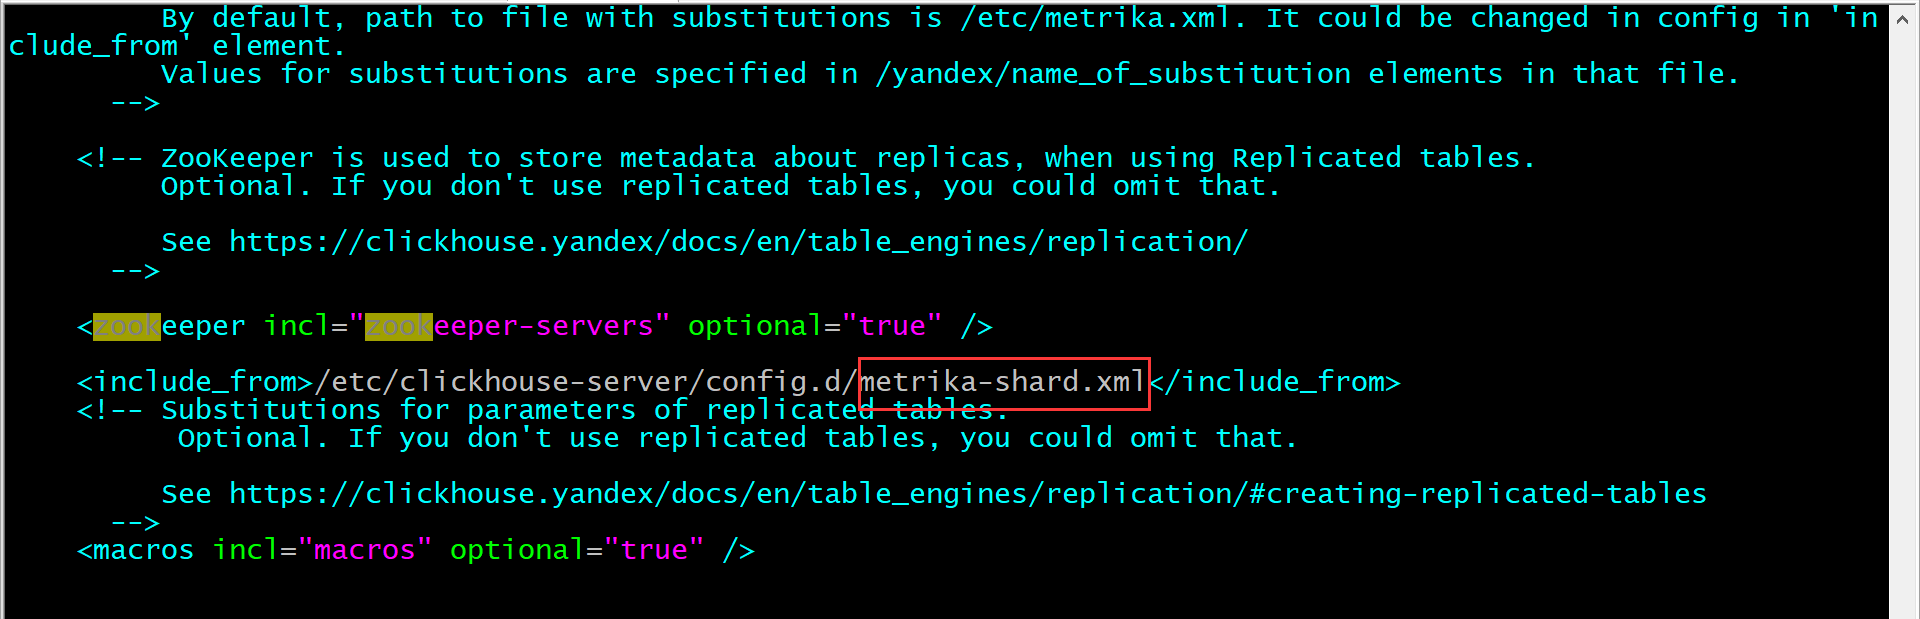 By default, path to file with substitutions is /etc/metrika.xml. It could be changed in config in 'in
clude_from' element.
Values for substitutions are specified in /yandex/name_of_substitution elements in that file.
-->
<!-- ZooKeeper is used to store metadata about replicas, when using Replicated tables.
Optional. If you don't use replicated tables, you could omit that.
See https://clickhouse.yandex/docs/en/table_engines/replication/
-->
<zookeeper incl="zookeeper-servers" optional="true" />
<include_from>/etc/clickhouse-server/config.d/metrika-shard.xml</include_from>
<!-- Substitutions for parameters of replicated tables.
Optional. If you don't use replicated tables, you could omit that.
See https://clickhouse.yandex/docs/en/table_engines/replication/#creating-replicated-tables
-->
<macros incl="macros" optional="true" />